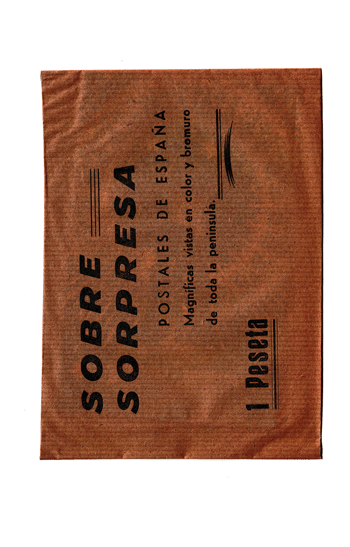 SOBRE
SORPRESA
POSTALES DE ESPAÑA
Magníficas vistas en color y bromuro
de toda la península.
1 Peseta